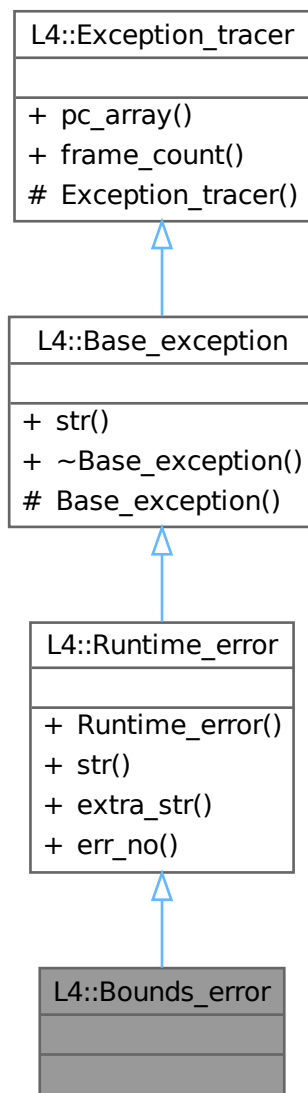 L4::Exception_tracer
+ pc_array()
+ frame_count()
# Exception_tracer()
L4::Base_exception
+ str()
+ ~Base_exception()
# Base_exception()
L4::Runtime_error
+ Runtime_error()
+ str()
+ extra_str()
+ err_no()
L4::Bounds_error